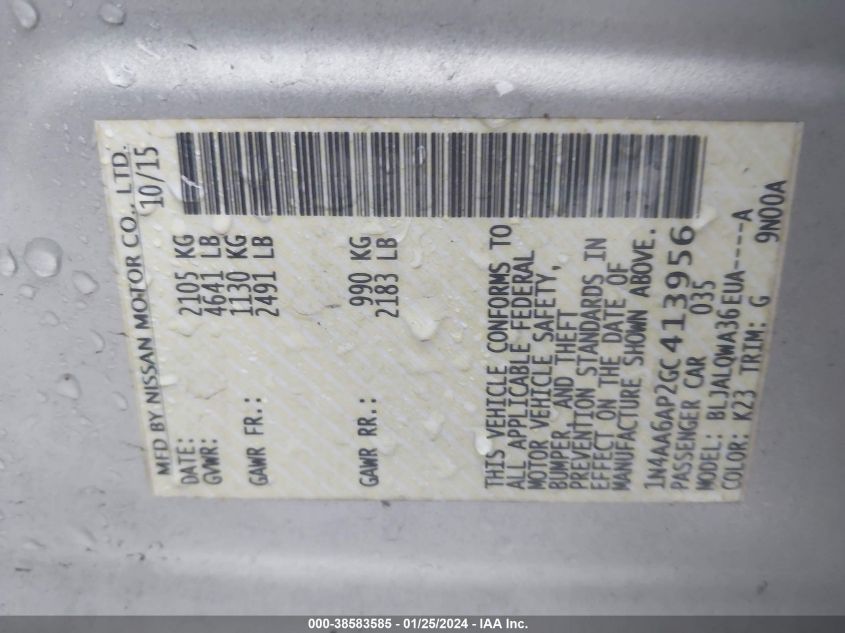 MFD BY NISSAN MOTOR CO., LTD.
DATE: 10/15
GVWR: 2105 KG
4641 LB
GAWR FR.: 1130 KG
2491 LB
GAWR RR.: 990 KG
2183 LB
THIS VEHICLE CONFORMS TO
ALL APPLICABLE FEDERAL
MOTOR VEHICLE SAFETY,
BUMPER, AND THEFT
PREVENTION STANDARDS IN
EFFECT ON THE DATE OF
MANUFACTURE SHOWN ABOVE.
1N4AA6AP2GC413956
PASSENGER CAR 035
MODEL: BLJALQWA36EUA----A
COLOR: K23 TRIM: G 9N00A
000-38583585 - 01/25/2024 - IAA Inc.